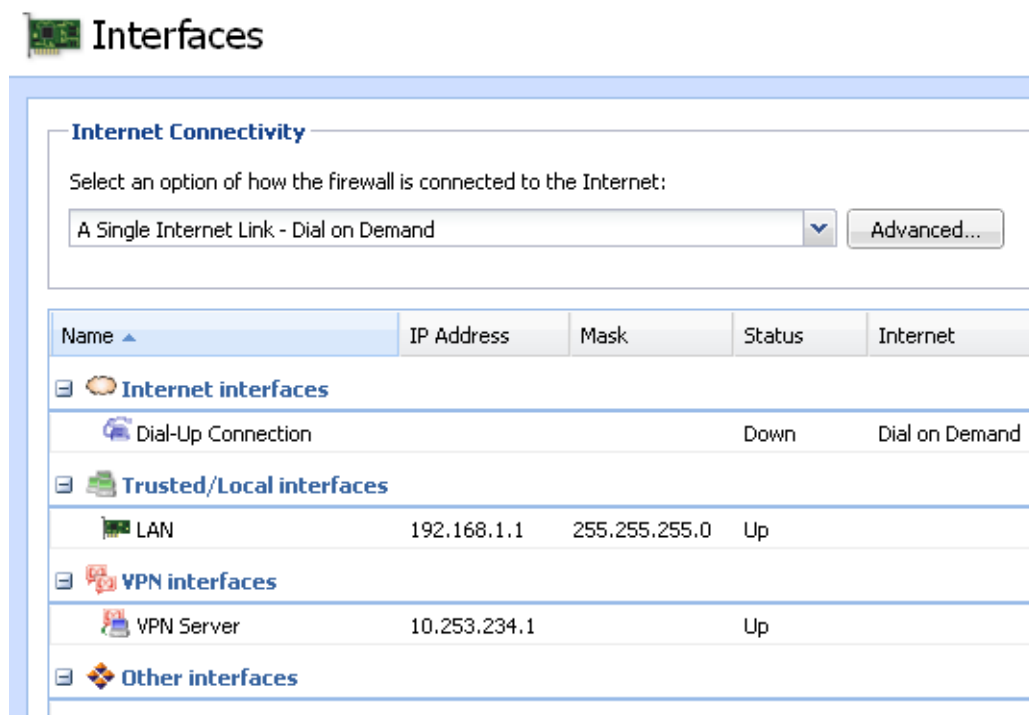 Interfaces
Internet Connectivity
Select an option of how the firewall is connected to the Internet:
A Single Internet Link - Dial on Demand Advanced...
Name IP Address Mask Status Internet
Internet interfaces
Dial-Up Connection Down Dial on Demand
Trusted/Local interfaces
LAN 192.168.1.1 255.255.255.0 Up
VPN interfaces
VPN Server 10.253.234.1 Up
Other interfaces